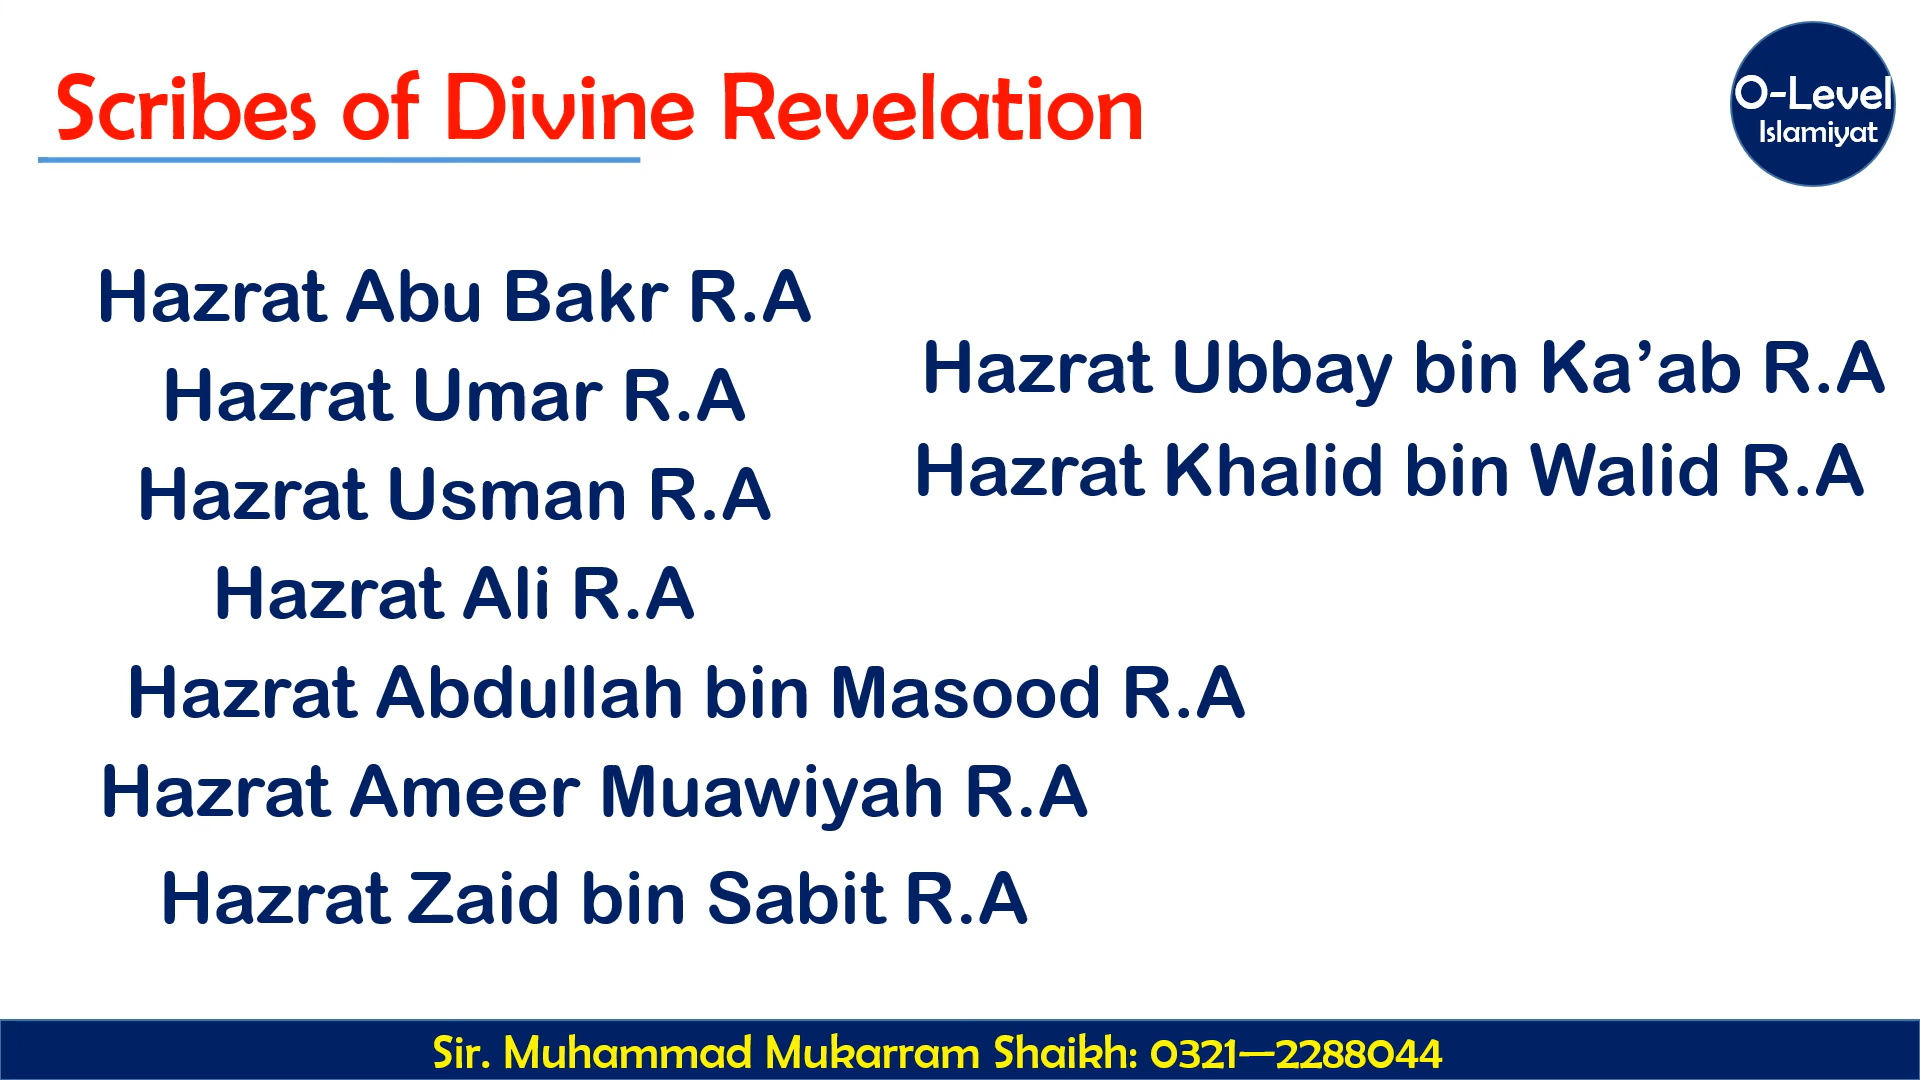 Scribes of Divine Revelation
O-Level
Islamiyat
Hazrat Abu Bakr R.A
Hazrat Umar R.A
Hazrat Usman R.A
Hazrat Ali R.A
Hazrat Abdullah bin Masood R.A
Hazrat Ameer Muawiyah R.A
Hazrat Zaid bin Sabit R.A
Hazrat Ubbay bin Ka’ab R.A
Hazrat Khalid bin Walid R.A
Sir. Muhammad Mukarram Shaikh: 0321—2288044